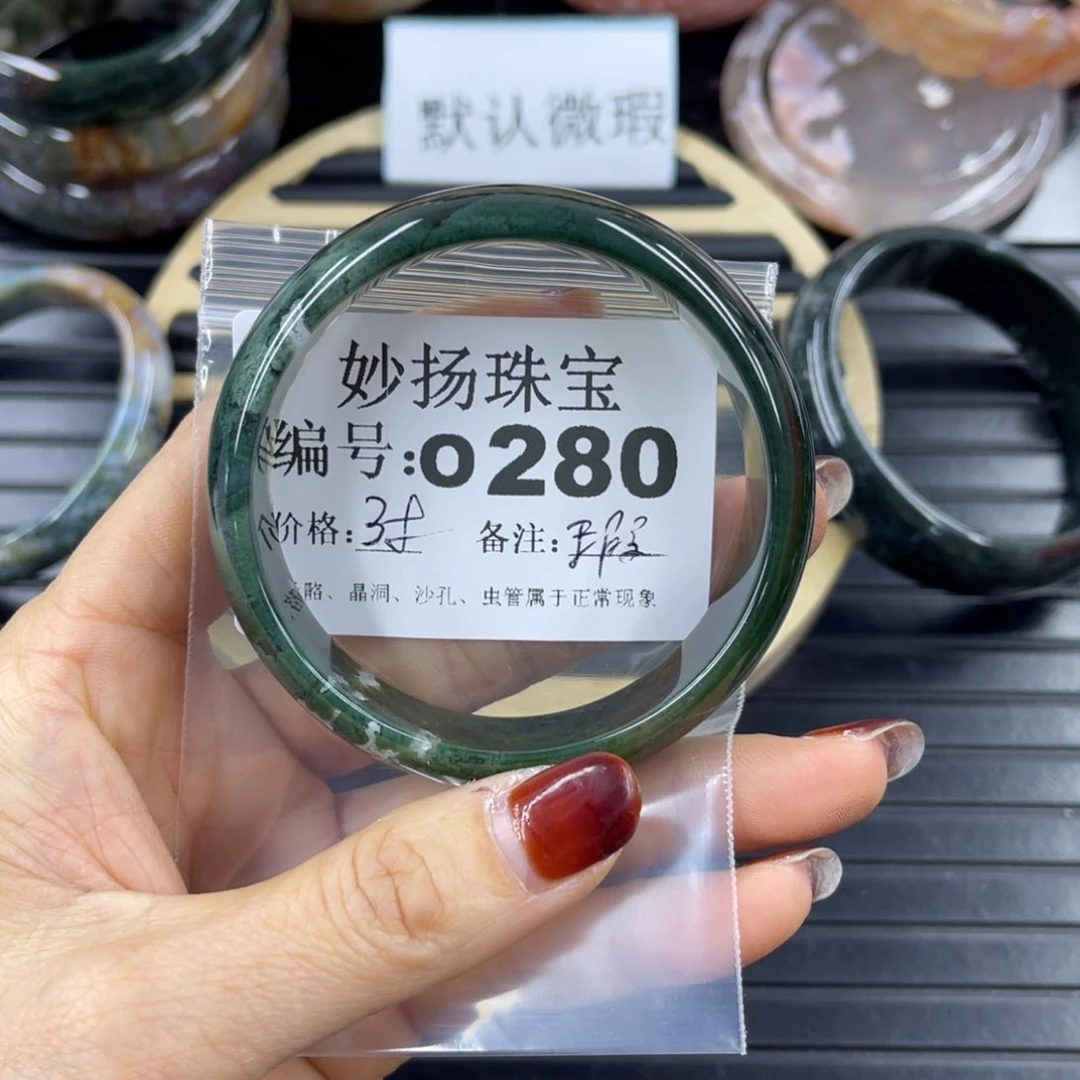 默认微瑕
妙扬珠宝
编号:o280
价格: 备注:
骼、晶洞、沙孔、虫管属于正常现象